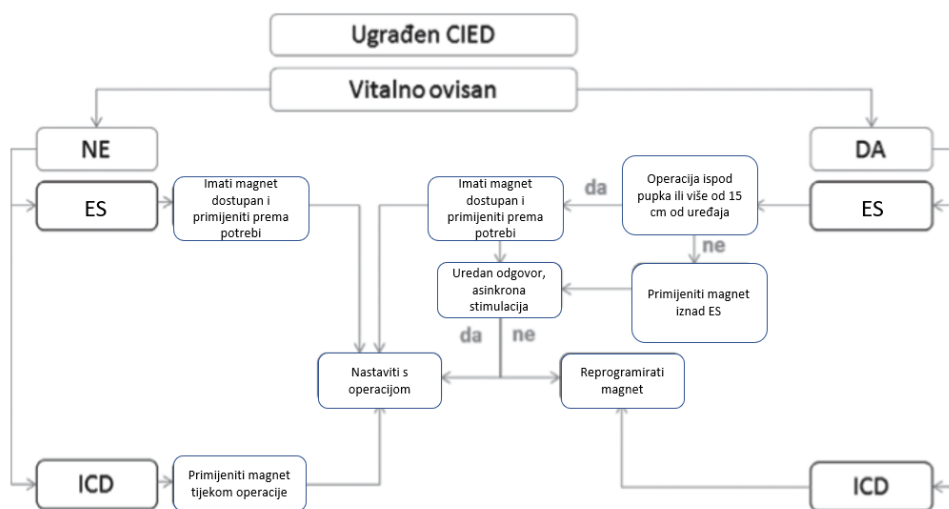 Ugrađen CIED
Vitalno ovisan
NE
DA
ES
Imati magnet
dostupan i
primijeniti prema
potrebi
Imati magnet
dostupan i
primijeniti prema
potrebi
da
Operacija ispod
pupka ili više od 15
cm od uređaja
ES
ne
Uredan odgovor,
asinkrona
stimulacija
Primijeniti magnet
iznad ES
da
ne
Nastaviti s
operacijom
Reprogramirati
magnet
ICD
Primijeniti magnet
tijekom operacije
ICD